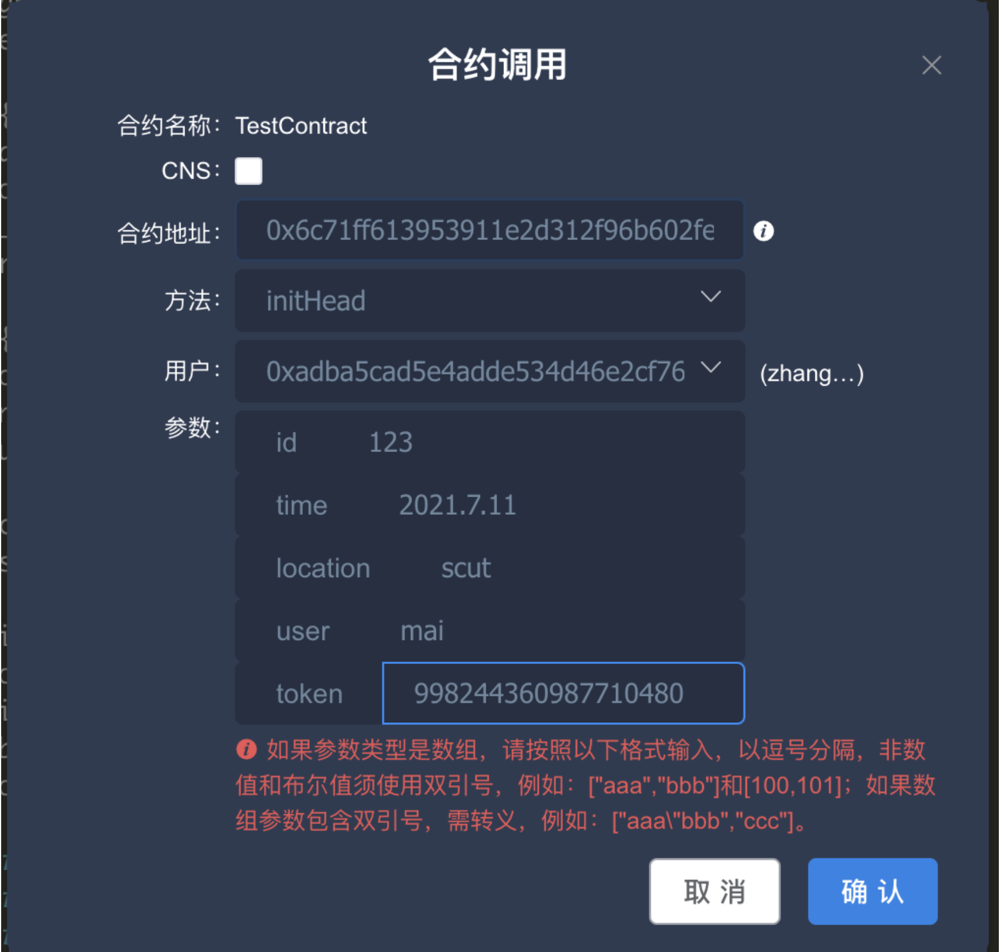 合约调用
合约名称： TestContract
CNS：
合约地址： 0x6c71ff613953911e2d312f96b602fe
方法： initHead
用户： 0xadba5cad5e4adde534d46e2cf76 (zhang...)
参数： id 123
time 2021.7.11
location scut
user mai
token 998244360987710480
如果参数类型是数组，请按照以下格式输入，以逗号分隔，非数
值和布尔值须使用双引号，例如：["aaa","bbb"]和[100,101]；如果数
组参数包含双引号，需转义，例如：["aaa\"bbb","ccc"]。
取消 确认